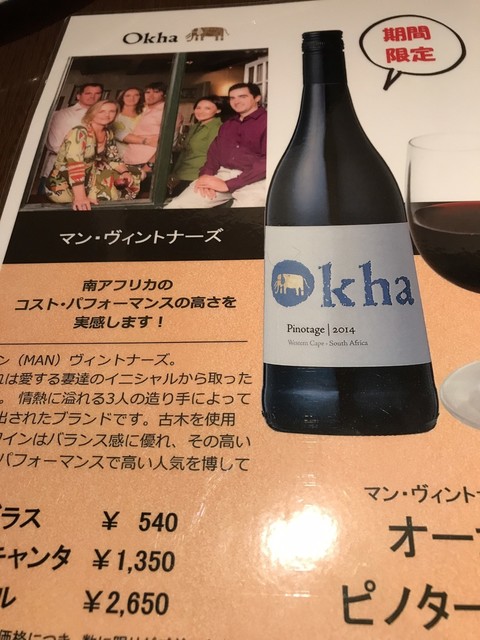 Okha
期間
限定
マン・ヴィントナーズ
Okha
Pinotage | 2014
Western Cape - South Africa
南アフリカの
コスト・パフォーマンスの高さを
実感します！
ン（MAN）ヴィントナーズ。
れは愛する妻達のイニシャルから取った
。情熱に溢れる3人の造り手によって
出されたブランドです。古木を使用
ワインはバランス感に優れ、その高い
パフォーマンスで高い人気を博して
グラス ¥ 540
チャンタ ¥1,350
ル ¥2,650
マン・ヴィント
オー
ピノター